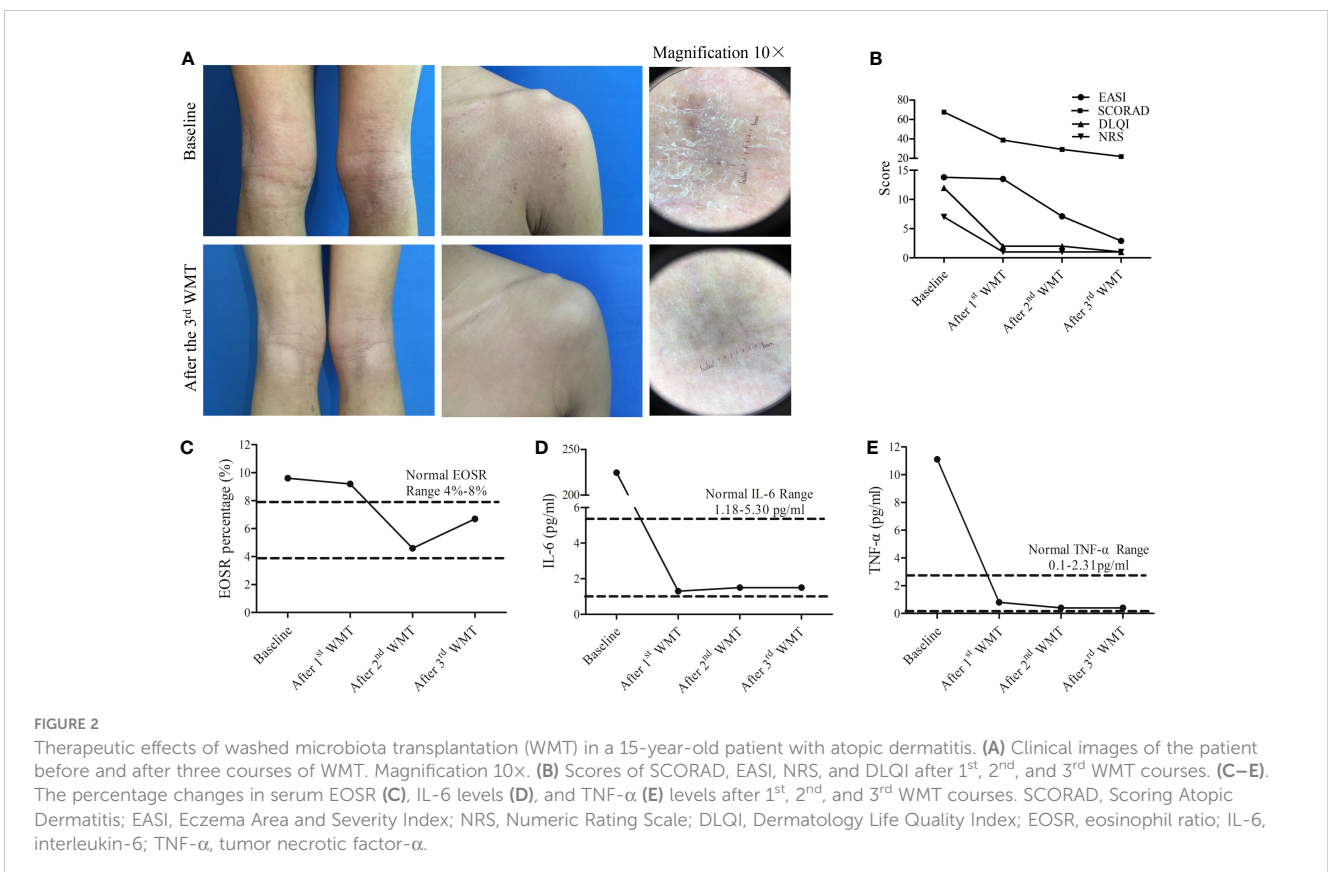 A
Magnification 10×
Baseline
After the 3rd WMT
B
EASI
SCORAD
DLQI
NRS
80
60
40
20
15
10
5
0
Score
Baseline
After 1st WMT
After 2nd WMT
After 3rd WMT
C
12
10
8
6
4
2
0
EOSR percentage (%)
Normal EOSR
Range 4%-8%
Baseline
After 1st WMT
After 2nd WMT
After 3rd WMT
D
250
200
6
4
2
0
IL-6 (pg/ml)
Normal IL-6 Range
1.18-5.30 pg/ml
Baseline
After 1st WMT
After 2nd WMT
After 3rd WMT
E
12
10
8
6
4
2
0
TNF-α (pg/ml)
Normal TNF-α Range
0.1-2.31pg/ml
Baseline
After 1st WMT
After 2nd WMT
After 3rd WMT
FIGURE 2
Therapeutic effects of washed microbiota transplantation (WMT) in a 15-year-old patient with atopic dermatitis. (A) Clinical images of the patient
before and after three courses of WMT. Magnification 10×. (B) Scores of SCORAD, EASI, NRS, and DLQI after 1st, 2nd, and 3rd WMT courses. (C–E).
The percentage changes in serum EOSR (C), IL-6 levels (D), and TNF-α (E) levels after 1st, 2nd, and 3rd WMT courses. SCORAD, Scoring Atopic
Dermatitis; EASI, Eczema Area and Severity Index; NRS, Numeric Rating Scale; DLQI, Dermatology Life Quality Index; EOSR, eosinophil ratio; IL-6,
interleukin-6; TNF-α, tumor necrotic factor-α.